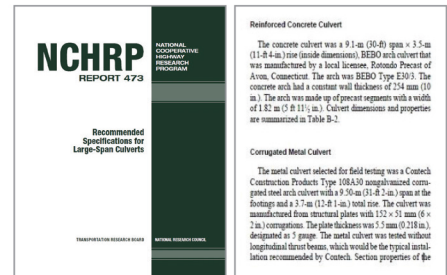 NCHRP
REPORT 473
NATIONAL
COOPERATIVE
HIGHWAY
RESEARCH
PROGRAM
Recommended
Specifications for
Large-Span Culverts
TRANSPORTATION RESEARCH BOARD
NATIONAL RESEARCH COUNCIL
Reinforced Concrete Culvert
The concrete culvert was a 9.1-m (30-ft) span × 3.5-m
(11-ft 4-in.) rise (inside dimensions), BEBO arch culvert that
was manufactured by a local licensee, Rotondo Precast of
Avon, Connecticut. The arch was BEBO Type E30/3. The
concrete arch had a constant wall thickness of 254 mm (10
in.). The arch was made up of precast segments with a width
of 1.82 m (5 ft 11½ in.). Culvert dimensions and properties
are summarized in Table B-2.
Corrugated Metal Culvert
The metal culvert selected for field testing was a Contech
Construction Products Type 108A30 nongalvanized corru-
gated steel arch culvert with a 9.50-m (31-ft 2-in.) span at the
footings and a 3.7-m (12-ft 1-in.) total rise. The culvert was
manufactured from structural plates with 152 × 51 mm (6 ×
2 in.) corrugations. The plate thickness was 5.5 mm (0.218 in.),
designated as 5 gauge. The metal culvert was tested without
longitudinal thrust beams, which would be the typical instal-
lation recommended by Contech. Section properties of the